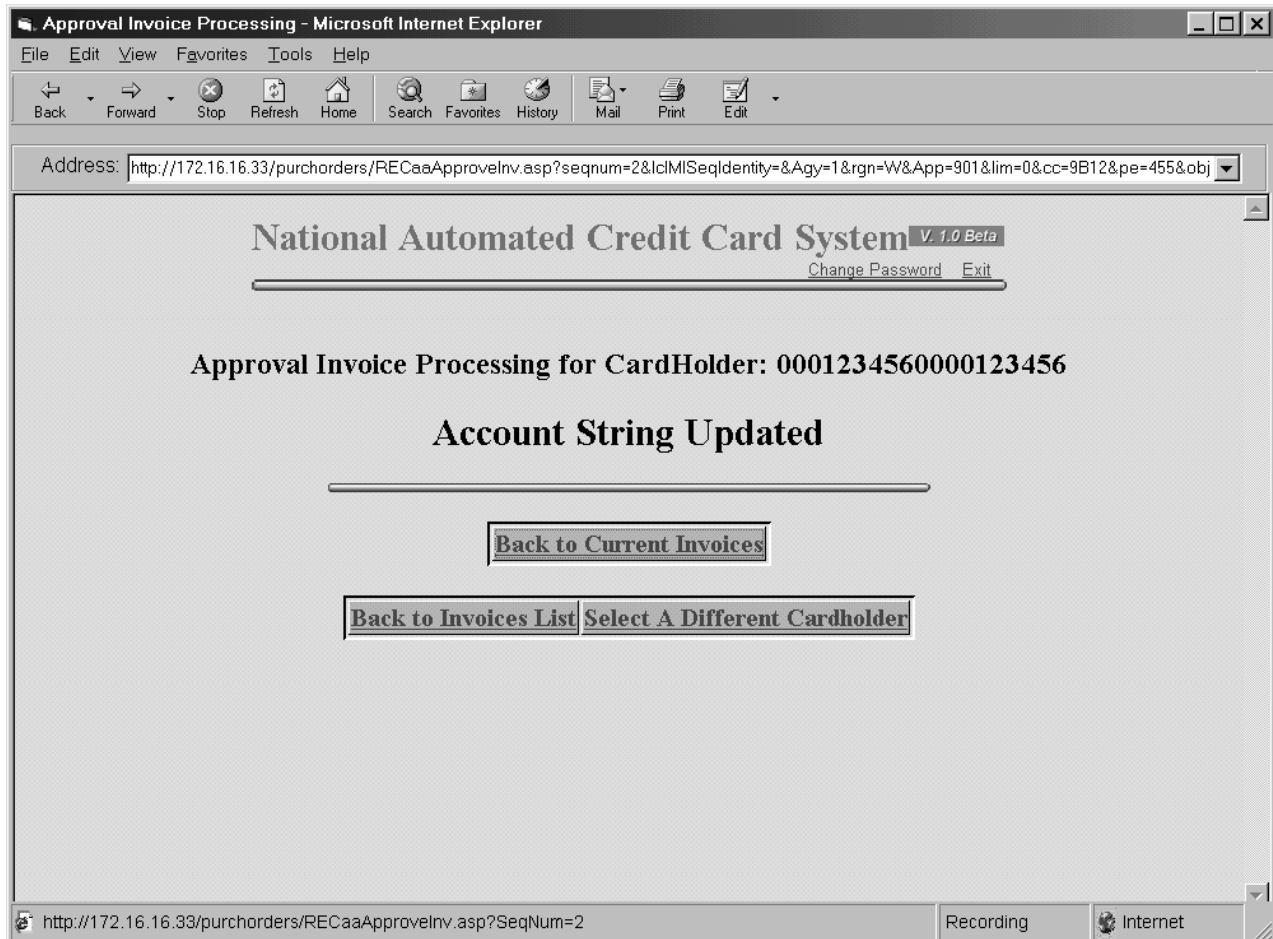 Approval Invoice Processing - Microsoft Internet Explorer
File Edit View Favorites Tools Help
Back Forward Stop Refresh Home Search Favorites History Mail Print Edit
Address: http://172.16.16.33/purchorders/RECaaApproveInv.asp?seqnum=2&lclMISeqIdentity=&Agy=1&rgn=W&App=901&lim=0&cc=9B12&pe=455&obj
National Automated Credit Card System V. 1.0 Beta
Change Password Exit
Approval Invoice Processing for CardHolder: 0001234560000123456
Account String Updated
Back to Current Invoices
Back to Invoices List Select A Different Cardholder
http://172.16.16.33/purchorders/RECaaApproveInv.asp?SeqNum=2 Recording Internet